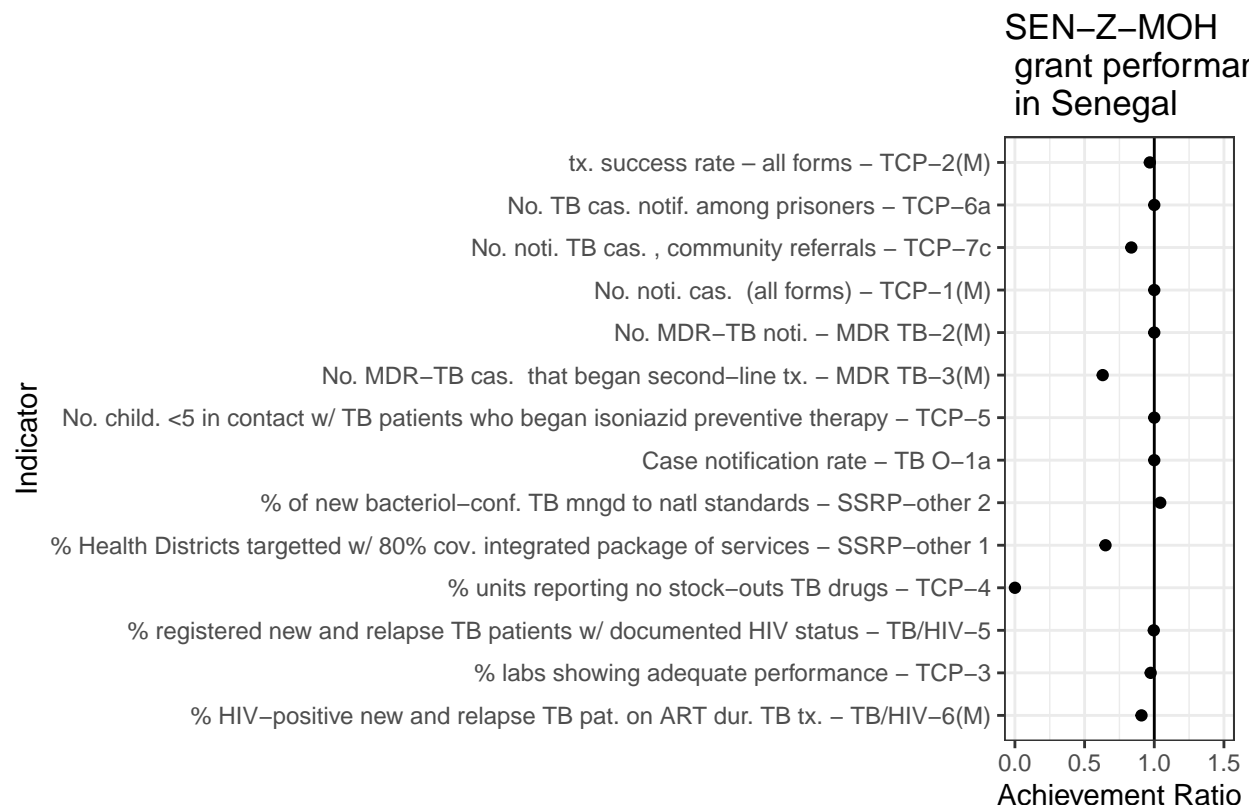 SEN−Z−MOH
grant performan
in Senegal
tx. success rate – all forms − TCP−2(M)
No. TB cas. notif. among prisoners − TCP−6a
No. noti. TB cas. , community referrals − TCP−7c
No. noti. cas.  (all forms) − TCP−1(M)
No. MDR−TB noti. − MDR TB−2(M)
No. MDR−TB cas.  that began second−line tx. − MDR TB−3(M)
No. child. <5 in contact w/ TB patients who began isoniazid preventive therapy − TCP−5
Case notification rate − TB O−1a
% of new bacteriol−conf. TB mngd to natl standards − SSRP−other 2
% Health Districts targetted w/ 80% cov. integrated package of services − SSRP−other 1
% units reporting no stock−outs TB drugs − TCP−4
% registered new and relapse TB patients w/ documented HIV status − TB/HIV−5
% labs showing adequate performance − TCP−3
% HIV−positive new and relapse TB pat. on ART dur. TB tx. − TB/HIV−6(M)
Indicator
0.0 0.5 1.0 1.5
Achievement Ratio